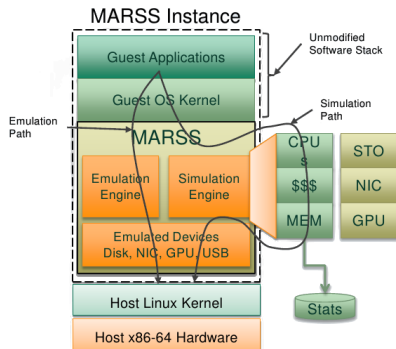 MARSS Instance
Unmodified
Software Stack
Guest Applications
Guest OS Kernel
Emulation
Path
Simulation
Path
MARSS
Emulation
Engine
Simulation
Engine
CPU
s
$$$
MEM
STO
NIC
GPU
Emulated Devices
Disk, NIC, GPU, USB
Host Linux Kernel
Stats
Host x86-64 Hardware